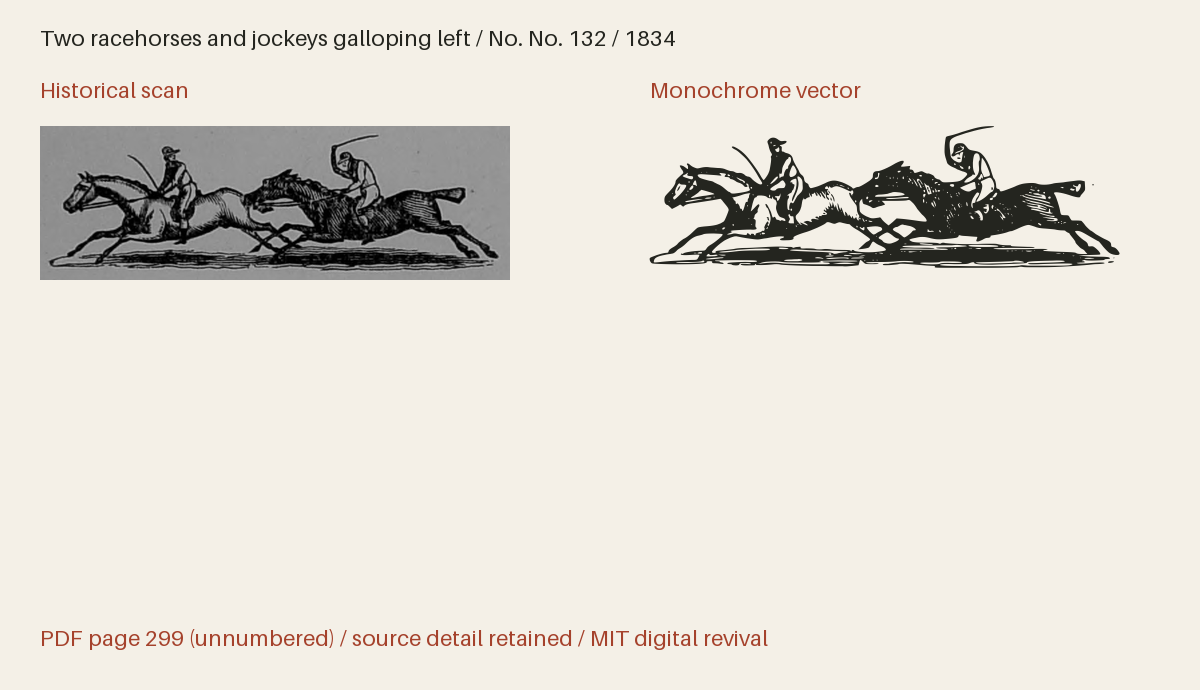 Two racehorses and jockeys galloping left / No. No. 132 / 1834
Historical scan
Monochrome vector
PDF page 299 (unnumbered) / source detail retained / MIT digital revival